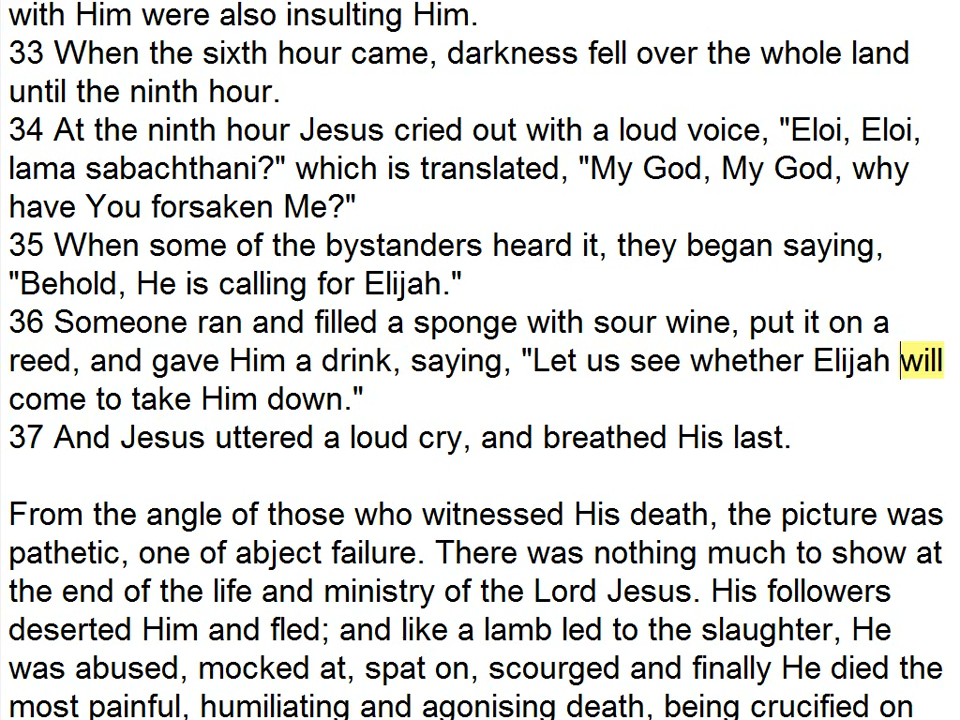 with Him were also insulting Him.
33 When the sixth hour came, darkness fell over the whole land
until the ninth hour.
34 At the ninth hour Jesus cried out with a loud voice, "Eloi, Eloi,
lama sabachthani?" which is translated, "My God, My God, why
have You forsaken Me?"
35 When some of the bystanders heard it, they began saying,
"Behold, He is calling for Elijah."
36 Someone ran and filled a sponge with sour wine, put it on a
reed, and gave Him a drink, saying, "Let us see whether Elijah will
come to take Him down."
37 And Jesus uttered a loud cry, and breathed His last.
From the angle of those who witnessed His death, the picture was
pathetic, one of abject failure. There was nothing much to show at
the end of the life and ministry of the Lord Jesus. His followers
deserted Him and fled; and like a lamb led to the slaughter, He
was abused, mocked at, spat on, scourged and finally He died the
most painful, humiliating and agonising death, being crucified on